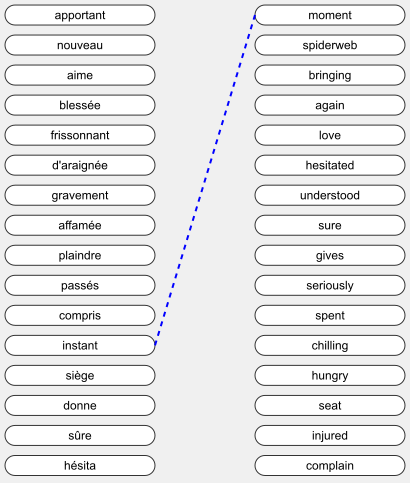 apportant moment
nouveau spiderweb
aime bringing
blessée again
frissonnant love
d'araignée hesitated
gravement understood
affamée sure
plaindre gives
passés seriously
compris spent
instant chilling
siège hungry
donne seat
sûre injured
hésita complain